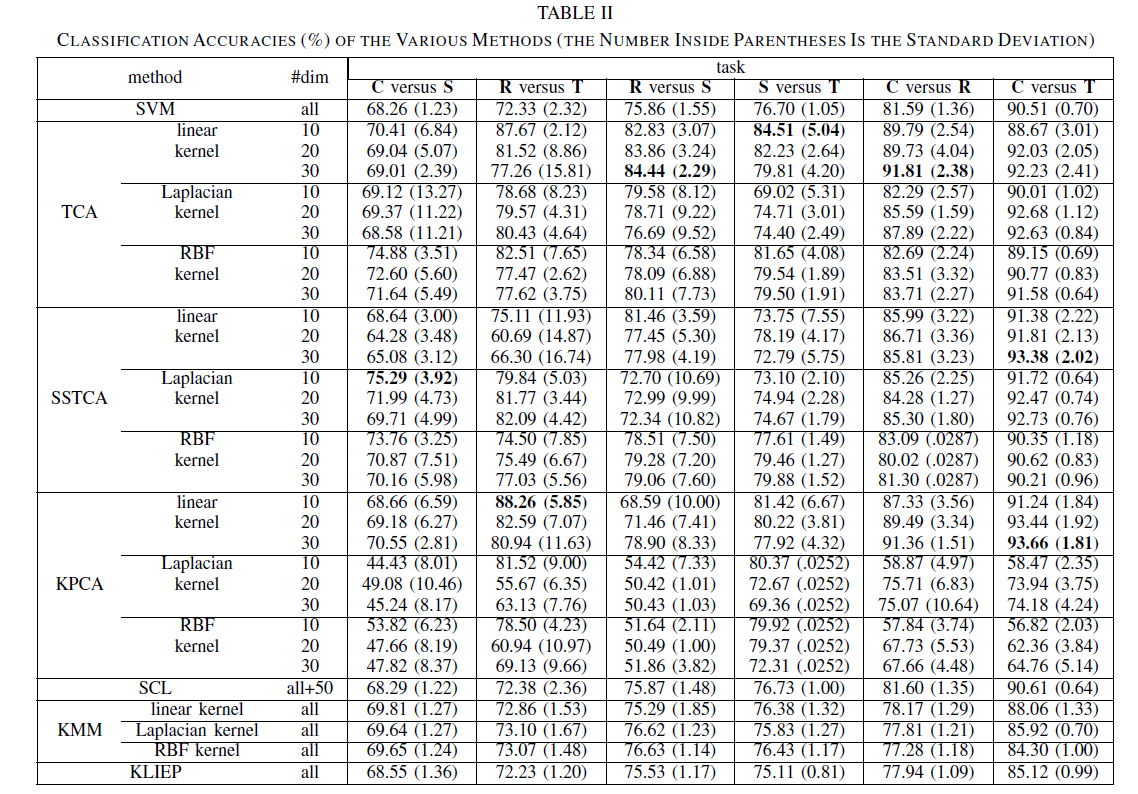 TABLE II
CLASSIFICATION ACCURACIES (%) OF THE VARIOUS METHODS (THE NUMBER INSIDE PARENTHESES IS THE STANDARD DEVIATION)
method #dim task
C versus S R versus T R versus S S versus T C versus R C versus T
SVM all 68.26 (1.23) 72.33 (2.32) 75.86 (1.55) 76.70 (1.05) 81.59 (1.36) 90.51 (0.70)
linear 10 70.41 (6.84) 87.67 (2.12) 82.83 (3.07) 84.51 (5.04) 89.79 (2.54) 88.67 (3.01)
kernel 20 69.04 (5.07) 81.52 (8.86) 83.86 (3.24) 82.23 (2.64) 89.73 (4.04) 92.03 (2.05)
30 69.01 (2.39) 77.26 (15.81) 84.44 (2.29) 79.81 (4.20) 91.81 (2.38) 92.23 (2.41)
Laplacian 10 69.12 (13.27) 78.68 (8.23) 79.58 (8.12) 69.02 (5.31) 82.29 (2.57) 90.01 (1.02)
TCA kernel 20 69.37 (11.22) 79.57 (4.31) 78.71 (9.22) 74.71 (3.01) 85.59 (1.59) 92.68 (1.12)
30 68.58 (11.21) 80.43 (4.64) 76.69 (9.52) 74.40 (2.49) 87.89 (2.22) 92.63 (0.84)
RBF 10 74.88 (3.51) 82.51 (7.65) 78.34 (6.58) 81.65 (4.08) 82.69 (2.24) 89.15 (0.69)
kernel 20 72.60 (5.60) 77.47 (2.62) 78.09 (6.88) 79.54 (1.89) 83.51 (3.32) 90.77 (0.83)
30 71.64 (5.49) 77.62 (3.75) 80.11 (7.73) 79.50 (1.91) 83.71 (2.27) 91.58 (0.64)
linear 10 68.64 (3.00) 75.11 (11.93) 81.46 (3.59) 73.75 (7.55) 85.99 (3.22) 91.38 (2.22)
kernel 20 64.28 (3.48) 60.69 (14.87) 77.45 (5.30) 78.19 (4.17) 86.71 (3.36) 91.81 (2.13)
30 65.08 (3.12) 66.30 (16.74) 77.98 (4.19) 72.79 (5.75) 85.81 (3.23) 93.38 (2.02)
Laplacian 10 75.29 (3.92) 79.84 (5.03) 72.70 (10.69) 73.10 (2.10) 85.26 (2.25) 91.72 (0.64)
SSTCA kernel 20 71.99 (4.73) 81.77 (3.44) 72.99 (9.99) 74.94 (2.28) 84.28 (1.27) 92.47 (0.74)
30 69.71 (4.99) 82.09 (4.42) 72.34 (10.82) 74.67 (1.79) 85.30 (1.80) 92.73 (0.76)
RBF 10 73.76 (3.25) 74.50 (7.85) 78.51 (7.50) 77.61 (1.49) 83.09 (.0287) 90.35 (1.18)
kernel 20 70.87 (7.51) 75.49 (6.67) 79.28 (7.20) 79.46 (1.27) 80.02 (.0287) 90.62 (0.83)
30 70.16 (5.98) 77.03 (5.56) 79.06 (7.60) 79.88 (1.52) 81.30 (.0287) 90.21 (0.96)
linear 10 68.66 (6.59) 88.26 (5.85) 68.59 (10.00) 81.42 (6.67) 87.33 (3.56) 91.24 (1.84)
kernel 20 69.18 (6.27) 82.59 (7.07) 71.46 (7.41) 80.22 (3.81) 89.49 (3.34) 93.44 (1.92)
30 70.55 (2.81) 80.94 (11.63) 78.90 (8.33) 77.92 (4.32) 91.36 (1.51) 93.66 (1.81)
Laplacian 10 44.43 (8.01) 81.52 (9.00) 54.42 (7.33) 80.37 (.0252) 58.87 (4.97) 58.47 (2.35)
KPCA kernel 20 49.08 (10.46) 55.67 (6.35) 50.42 (1.01) 72.67 (.0252) 75.71 (6.83) 73.94 (3.75)
30 45.24 (8.17) 63.13 (7.76) 50.43 (1.03) 69.36 (.0252) 75.07 (10.64) 74.18 (4.24)
RBF 10 53.82 (6.23) 78.50 (4.23) 51.64 (2.11) 79.92 (.0252) 57.84 (3.74) 56.82 (2.03)
kernel 20 47.66 (8.19) 60.94 (10.97) 50.49 (1.00) 79.37 (.0252) 67.73 (5.53) 62.36 (3.84)
30 47.82 (8.37) 69.13 (9.66) 51.86 (3.82) 72.31 (.0252) 67.66 (4.48) 64.76 (5.14)
SCL all+50 68.29 (1.22) 72.38 (2.36) 75.87 (1.48) 76.73 (1.00) 81.60 (1.35) 90.61 (0.64)
linear kernel all 69.81 (1.27) 72.86 (1.53) 75.29 (1.85) 76.38 (1.32) 78.17 (1.29) 88.06 (1.33)
KMM Laplacian kernel all 69.64 (1.27) 73.10 (1.67) 76.62 (1.23) 75.83 (1.27) 77.81 (1.21) 85.92 (0.70)
RBF kernel all 69.65 (1.24) 73.07 (1.48) 76.63 (1.14) 76.43 (1.17) 77.28 (1.18) 84.30 (1.00)
KLIEP all 68.55 (1.36) 72.23 (1.20) 75.53 (1.17) 75.11 (0.81) 77.94 (1.09) 85.12 (0.99)